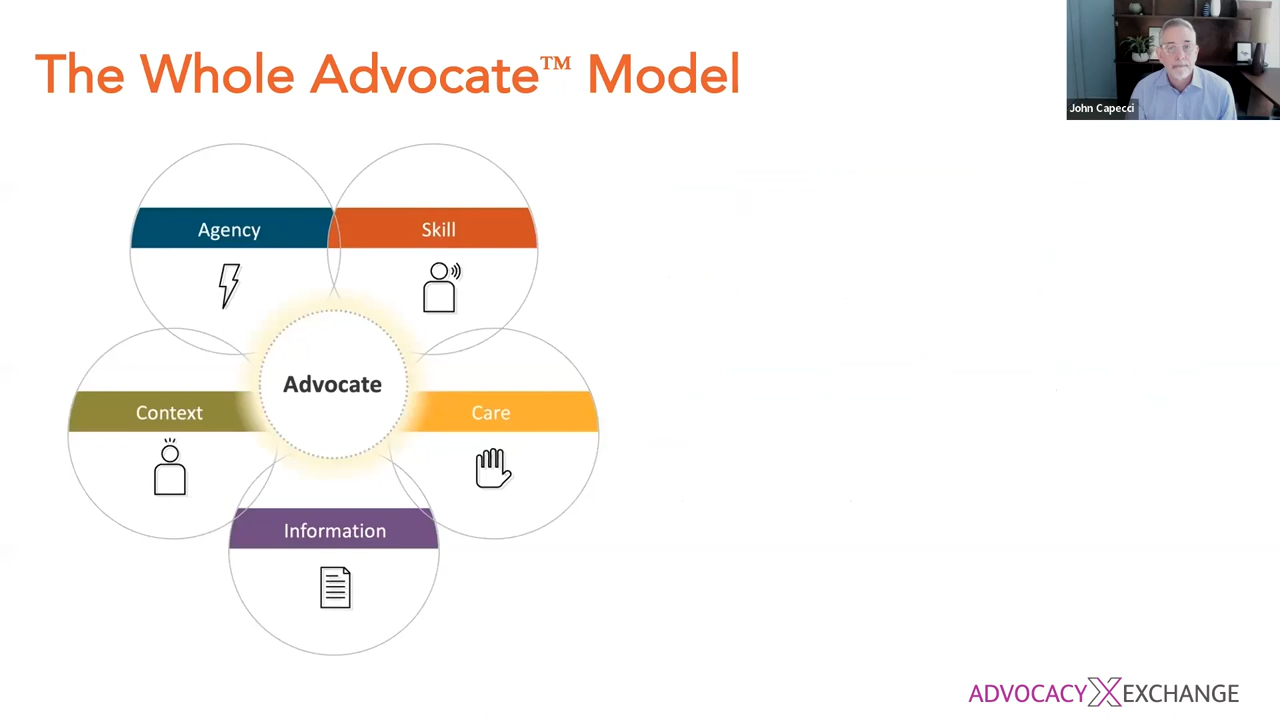 The Whole Advocate™ Model
John Capecci
Agency
Skill
Advocate
Context
Care
Information
ADVOCACY X EXCHANGE